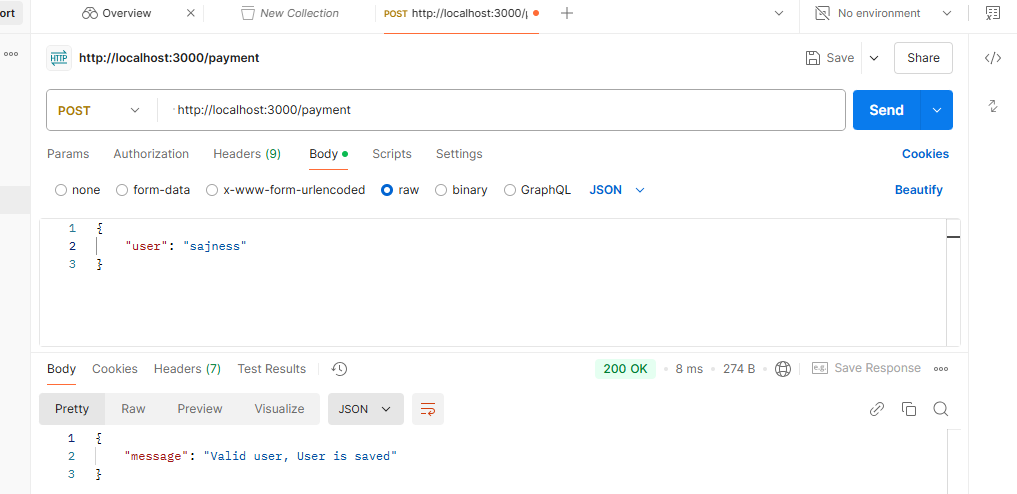 ort Overview New Collection POST http://localhost:3000/ No environment
HTTP http://localhost:3000/payment Save Share
POST http://localhost:3000/payment Send
Params Authorization Headers (9) Body Scripts Settings Cookies
none form-data x-www-form-urlencoded raw binary GraphQL JSON Beautify
1 {
2 "user": "sajness"
3 }
Body Cookies Headers (7) Test Results 200 OK 8 ms 274 B e.g. Save Response
Pretty Raw Preview Visualize JSON
1 {
2 "message": "Valid user, User is saved"
3 }